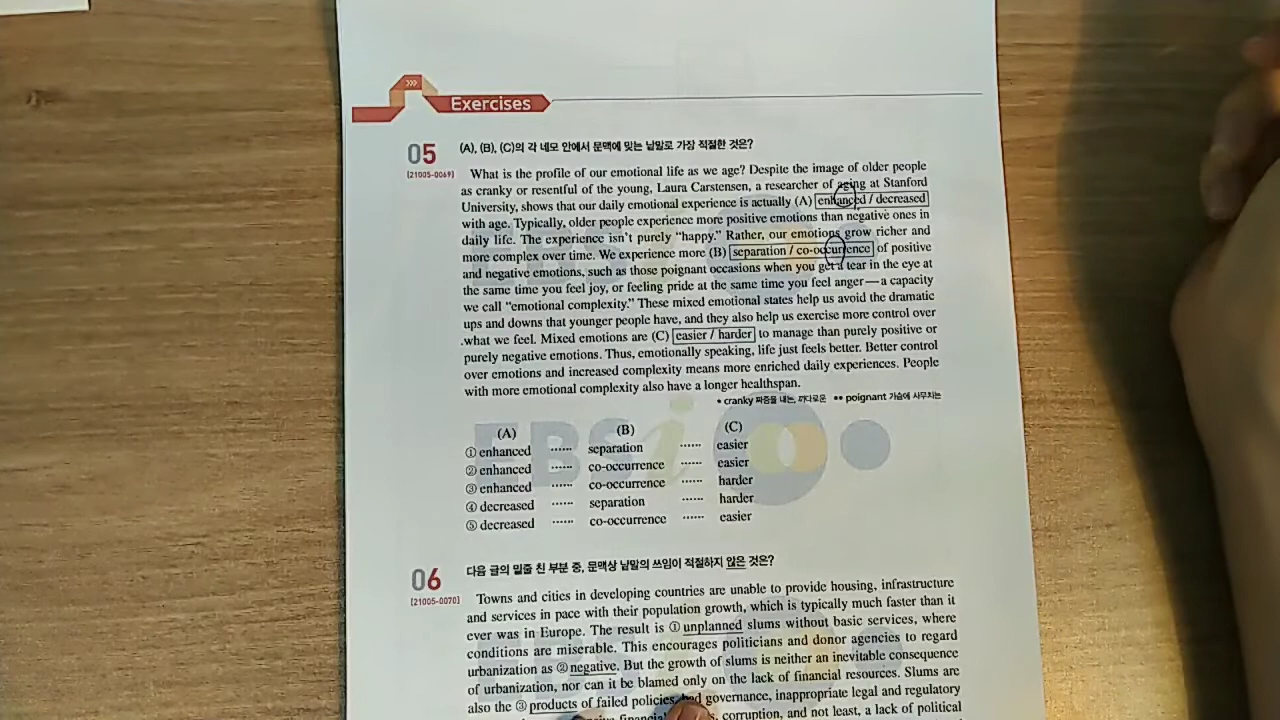 Exercises
05
[21005-0069]
(A), (B), (C)의 각 네모 안에서 문맥에 맞는 낱말로 가장 적절한 것은?
What is the profile of our emotional life as we age? Despite the image of older people
as cranky or resentful of the young, Laura Carstensen, a researcher of aging at Stanford
University, shows that our daily emotional experience is actually (A) enhanced / decreased
with age. Typically, older people experience more positive emotions than negative ones in
daily life. The experience isn't purely "happy." Rather, our emotions grow richer and
more complex over time. We experience more (B) separation / co-occurrence of positive
and negative emotions, such as those poignant occasions when you get a tear in the eye at
the same time you feel joy, or feeling pride at the same time you feel anger—a capacity
we call "emotional complexity." These mixed emotional states help us avoid the dramatic
ups and downs that younger people have, and they also help us exercise more control over
what we feel. Mixed emotions are (C) easier / harder to manage than purely positive or
purely negative emotions. Thus, emotionally speaking, life just feels better. Better control
over emotions and increased complexity means more enriched daily experiences. People
with more emotional complexity also have a longer healthspan.
* cranky 짜증을 내는, 까다로운 ** poignant 가슴에 사무치는
(A) (B) (C)
① enhanced ······ separation ······ easier
② enhanced ······ co-occurrence ······ easier
③ enhanced ······ co-occurrence ······ harder
④ decreased ······ separation ······ harder
⑤ decreased ······ co-occurrence ······ easier
06
[21005-0070]
다음 글의 밑줄 친 부분 중, 문맥상 낱말의 쓰임이 적절하지 않은 것은?
Towns and cities in developing countries are unable to provide housing, infrastructure
and services in pace with their population growth, which is typically much faster than it
ever was in Europe. The result is ① unplanned slums without basic services, where
conditions are miserable. This encourages politicians and donor agencies to regard
urbanization as ② negative. But the growth of slums is neither an inevitable consequence
of urbanization, nor can it be blamed only on the lack of financial resources. Slums are
also the ③ products of failed policies, bad governance, inappropriate legal and regulatory
corruption, and not least, a lack of political